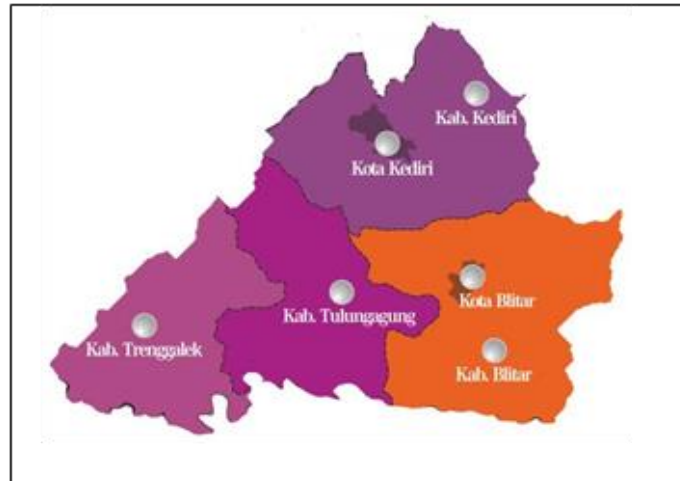 Kab. Kediri
Kota Kediri
Kota Blitar
Kab. Tulungagung
Kab. Trenggalek
Kab. Blitar